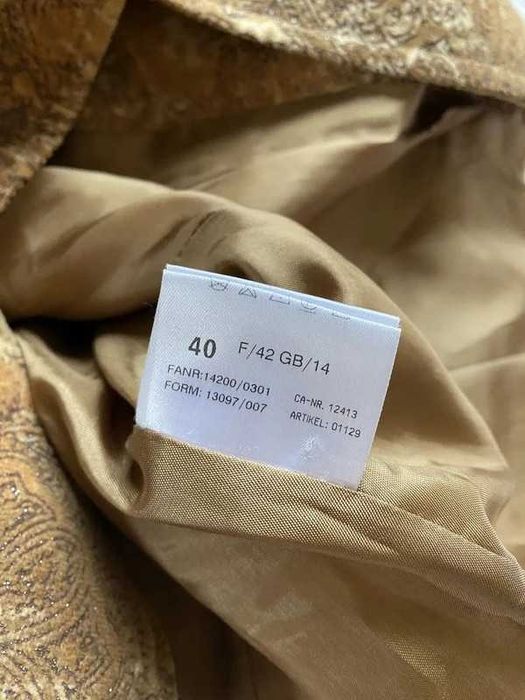 40 F/42 GB/14
FANR:14200/0301 CA-NR. 12413
FORM: 13097/007 ARTIKEL: 01129